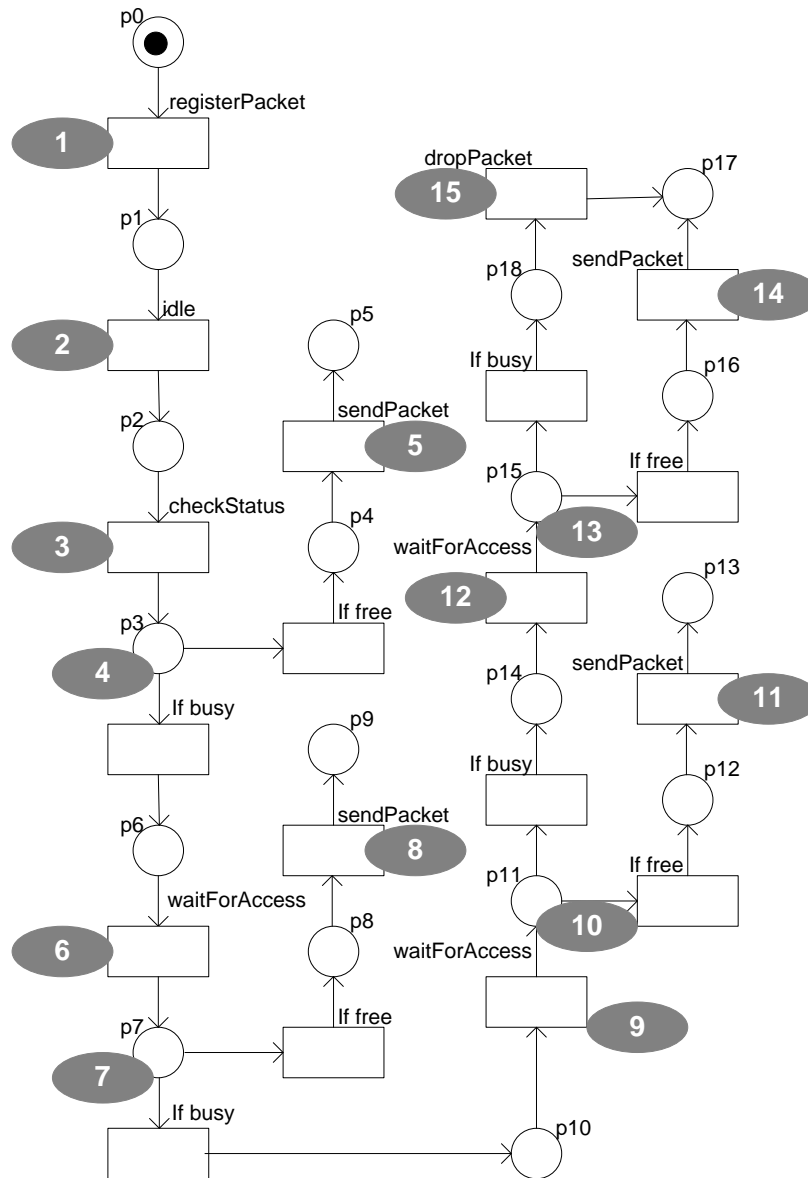 p0
registerPacket
1
p1
idle
2
p2
checkStatus
3
p3
4
If free
p4
sendPacket
5
p5
If busy
p6
waitForAccess
6
p7
7
If free
p8
sendPacket
8
p9
If busy
p10
waitForAccess
9
p11
10
If free
p12
sendPacket
11
p13
If busy
p14
waitForAccess
12
p15
13
If free
p16
sendPacket
14
p17
If busy
p18
dropPacket
15